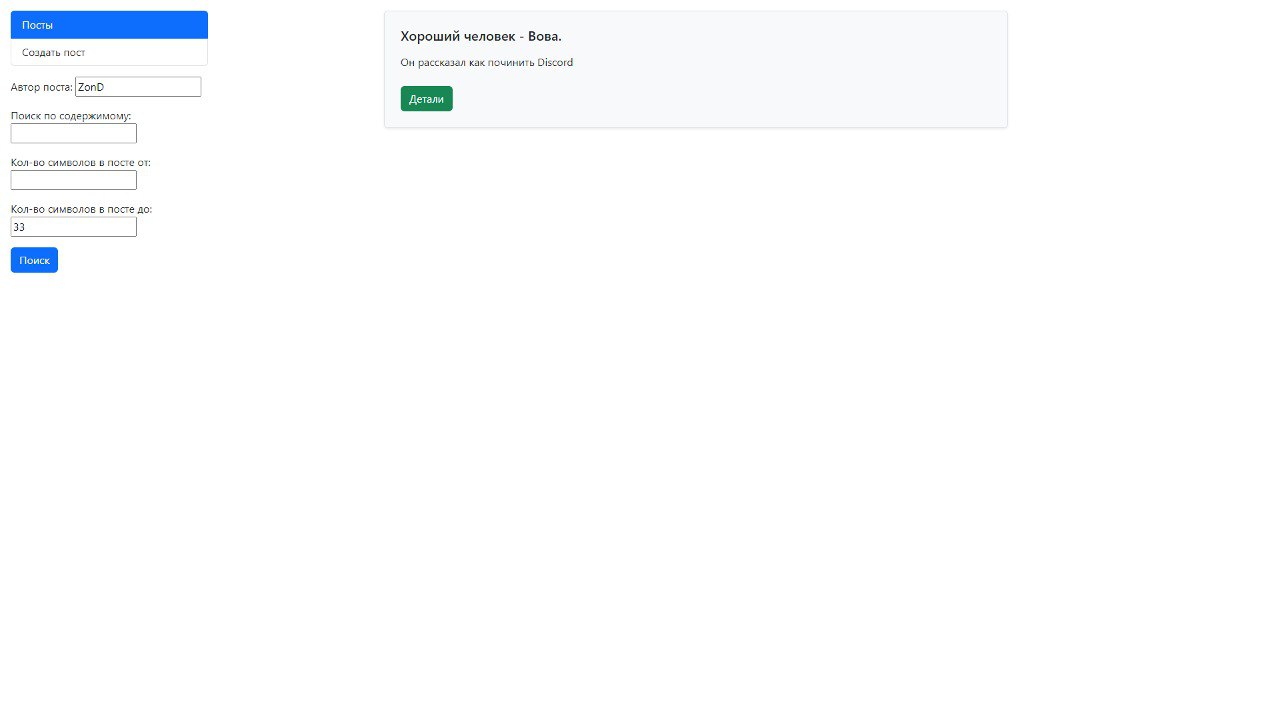 Посты
Создать пост
Автор поста: ZonD
Поиск по содержимому:
Кол-во символов в посте от:
Кол-во символов в посте до:
33
Поиск
Хороший человек - Вова.
Он рассказал как починить Discord
Детали